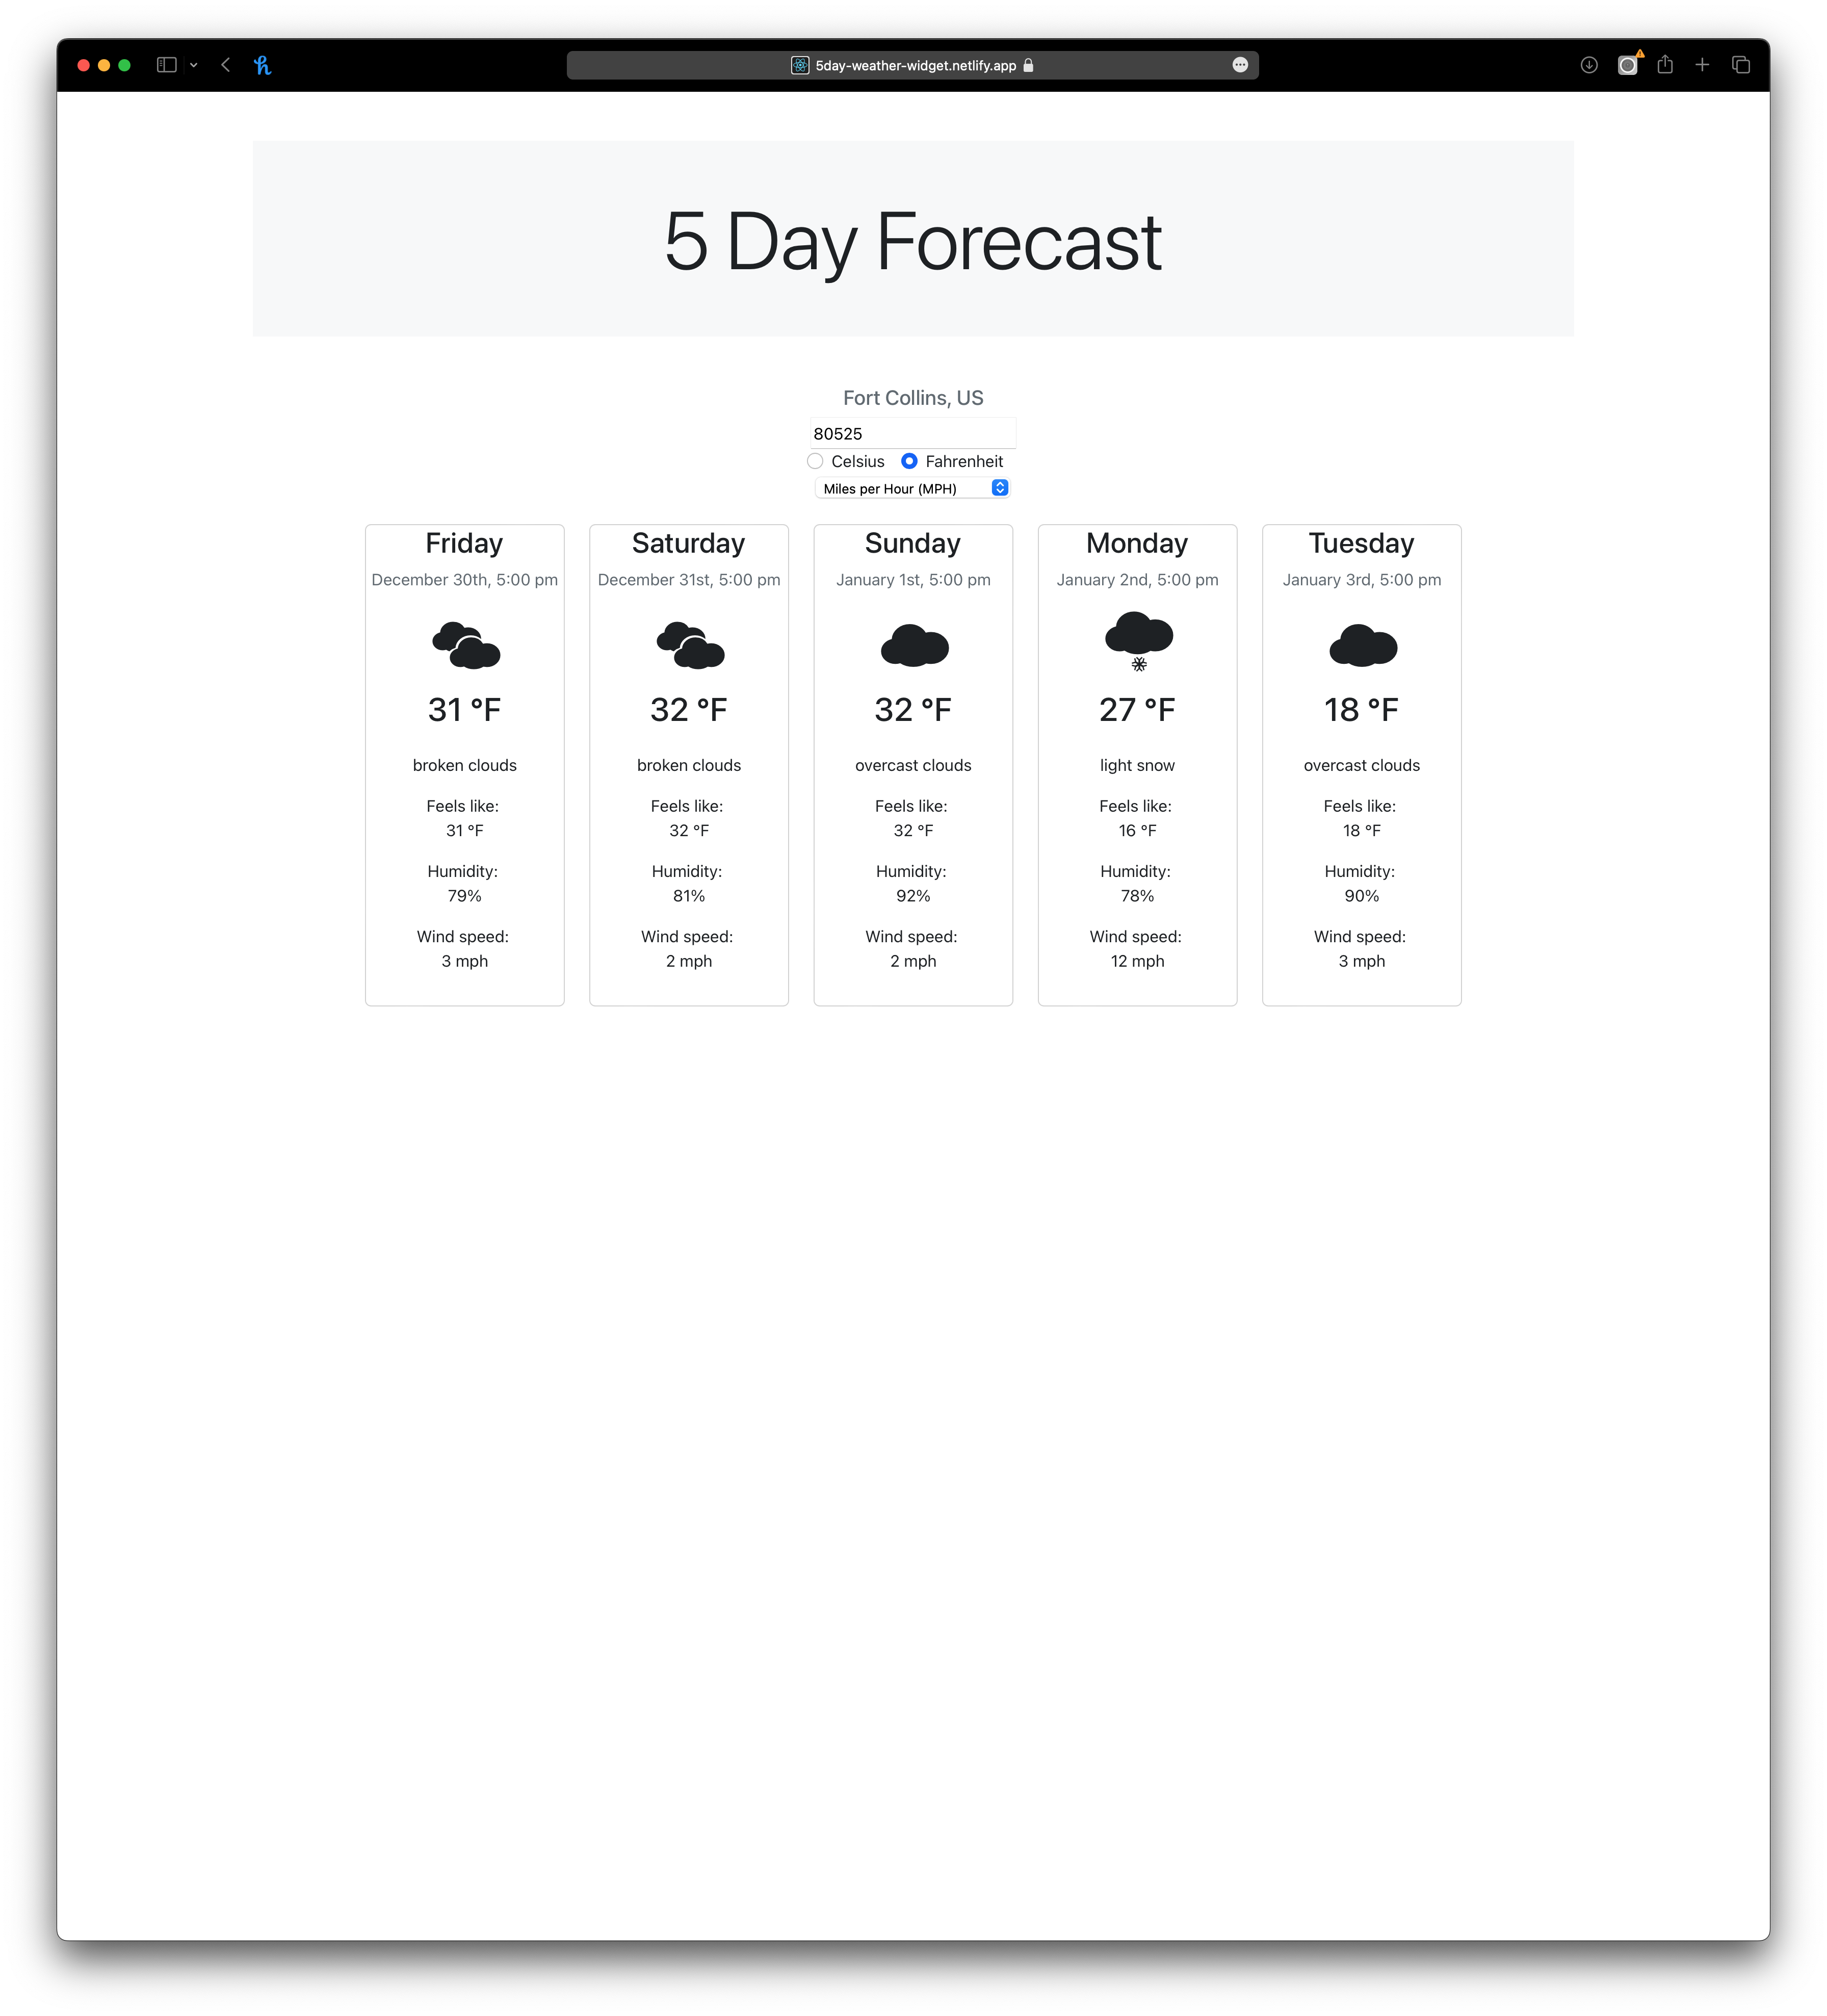 5day-weather-widget.netlify.app
5 Day Forecast
Fort Collins, US
80525
Celsius Fahrenheit
Miles per Hour (MPH)
Friday
December 30th, 5:00 pm
31 °F
broken clouds
Feels like:
31 °F
Humidity:
79%
Wind speed:
3 mph
Saturday
December 31st, 5:00 pm
32 °F
broken clouds
Feels like:
32 °F
Humidity:
81%
Wind speed:
2 mph
Sunday
January 1st, 5:00 pm
32 °F
overcast clouds
Feels like:
32 °F
Humidity:
92%
Wind speed:
2 mph
Monday
January 2nd, 5:00 pm
27 °F
light snow
Feels like:
16 °F
Humidity:
78%
Wind speed:
12 mph
Tuesday
January 3rd, 5:00 pm
18 °F
overcast clouds
Feels like:
18 °F
Humidity:
90%
Wind speed:
3 mph